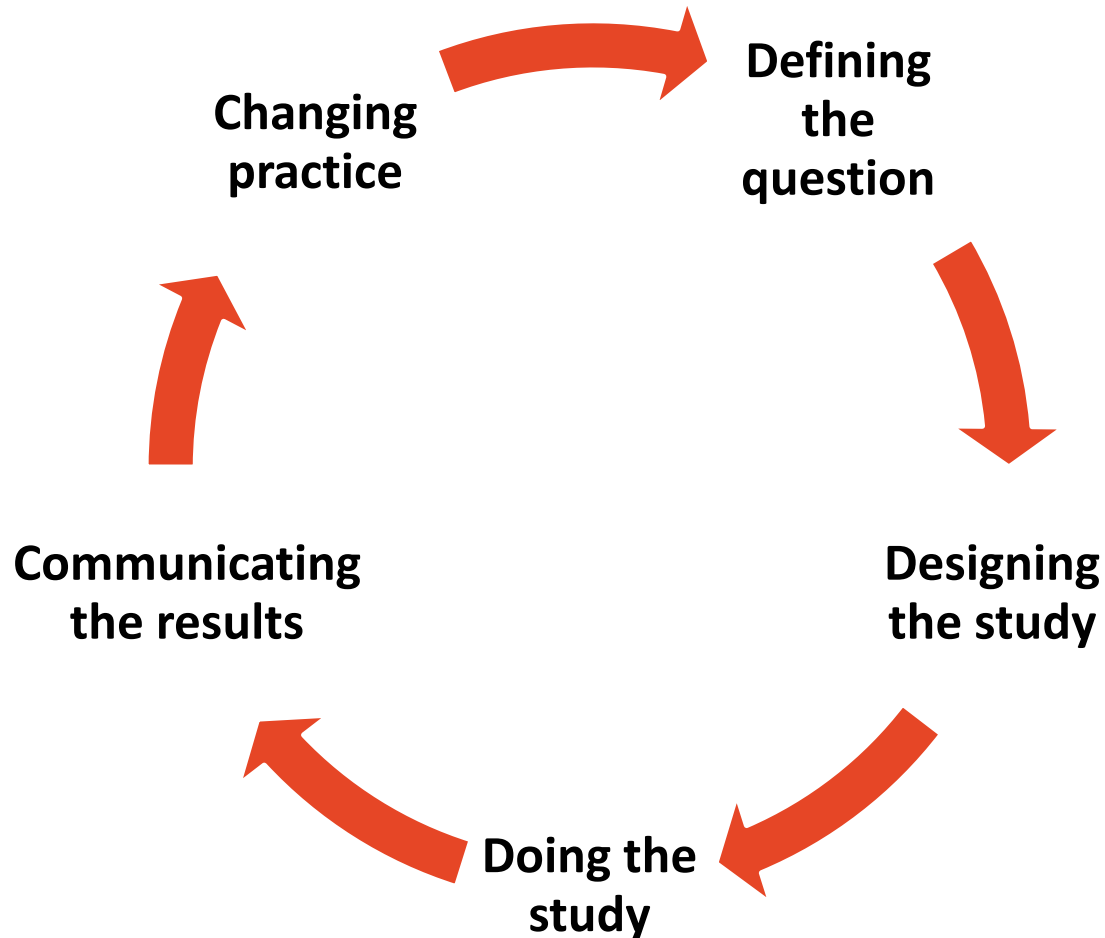 Defining
the
question
Designing
the study
Doing the
study
Communicating
the results
Changing
practice